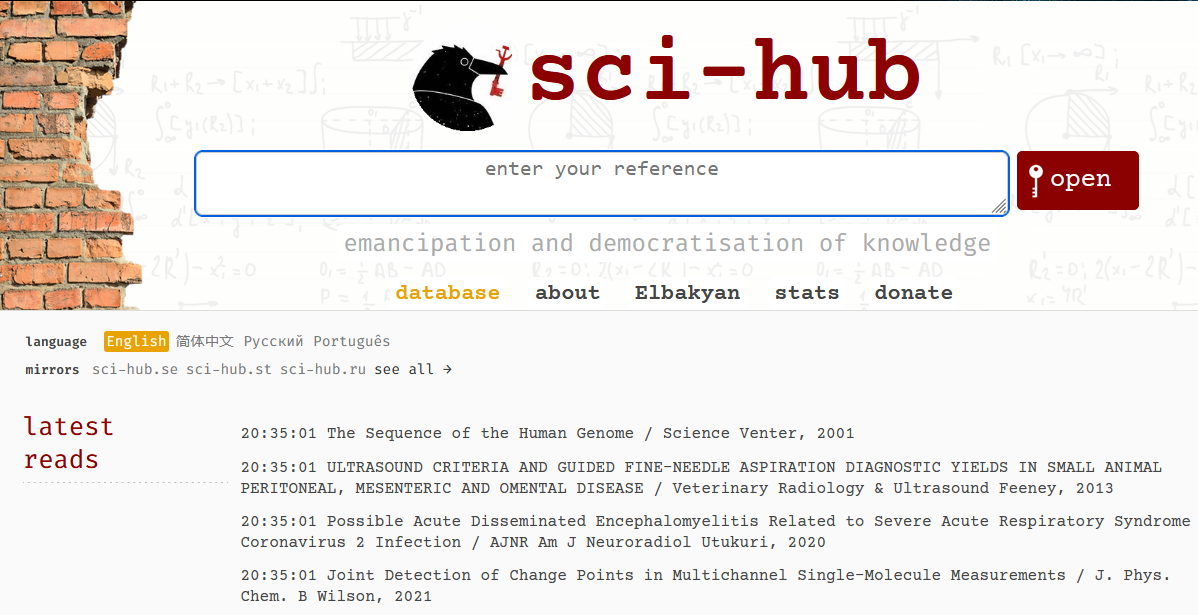 sci-hub
enter your reference
open
emancipation and democratisation of knowledge
database about Elbakyan stats donate
language English 简体中文 Русский Português
mirrors sci-hub.se sci-hub.st sci-hub.ru see all →
latest
reads
20:35:01 The Sequence of the Human Genome / Science Venter, 2001
20:35:01 ULTRASOUND CRITERIA AND GUIDED FINE-NEEDLE ASPIRATION DIAGNOSTIC YIELDS IN SMALL ANIMAL
PERITONEAL, MESENTERIC AND OMENTAL DISEASE / Veterinary Radiology & Ultrasound Feeney, 2013
20:35:01 Possible Acute Disseminated Encephalomyelitis Related to Severe Acute Respiratory Syndrome
Coronavirus 2 Infection / AJNR Am J Neuroradiol Utukuri, 2020
20:35:01 Joint Detection of Change Points in Multichannel Single-Molecule Measurements / J. Phys.
Chem. B Wilson, 2021